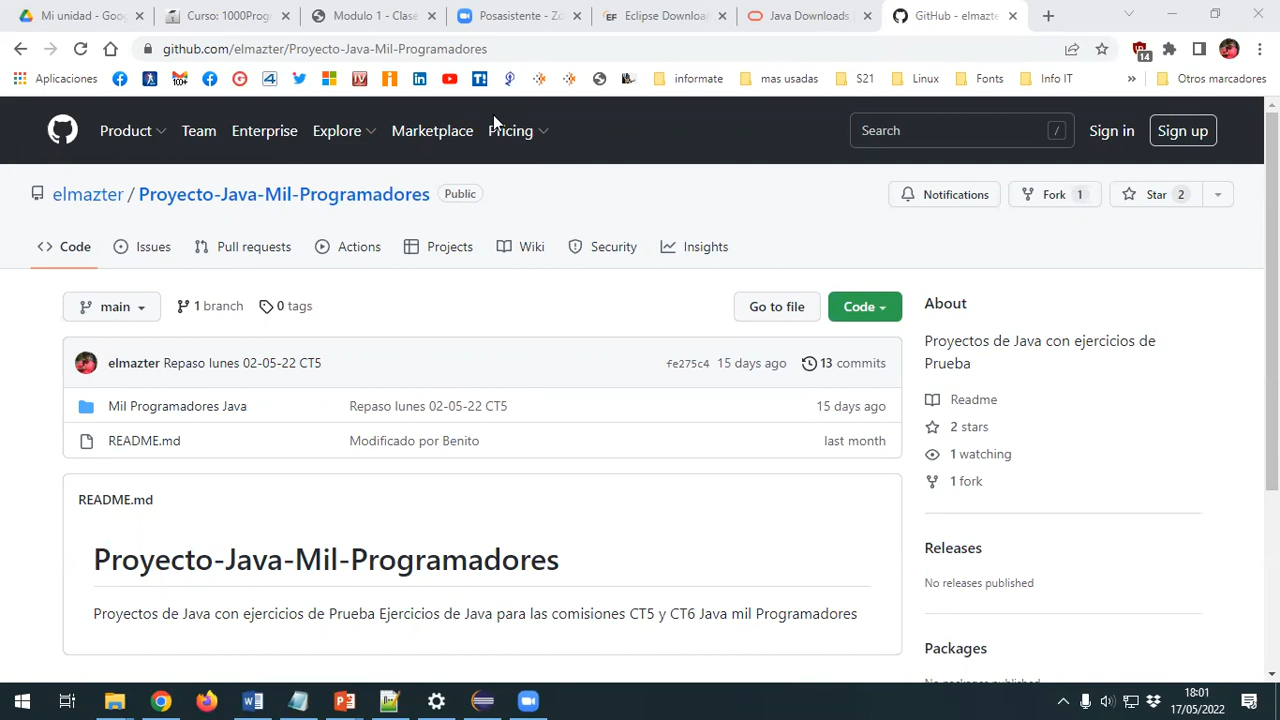 Mi unidad - Goo
Curso: 1000Prog
Modulo 1 - Clase
Posasistente - Zo
Eclipse Downloa
Java Downloads
GitHub - elmazte
github.com/elmazter/Proyecto-Java-Mil-Programadores
14
Aplicaciones
informat
mas usadas
S21
Linux
Fonts
Info IT
»
Otros marcadores
Product
Team
Enterprise
Explore
Marketplace
Pricing
Search
/
Sign in
Sign up
elmazter / Proyecto-Java-Mil-Programadores
Public
Notifications
Fork 1
Star 2
Code
Issues
Pull requests
Actions
Projects
Wiki
Security
Insights
main
1 branch
0 tags
Go to file
Code
About
Proyectos de Java con ejercicios de
Prueba
elmazter Repaso lunes 02-05-22 CT5
fe275c4 15 days ago
13 commits
Mil Programadores Java
Repaso lunes 02-05-22 CT5
15 days ago
README.md
Modificado por Benito
last month
Readme
2 stars
1 watching
1 fork
README.md
Proyecto-Java-Mil-Programadores
Proyectos de Java con ejercicios de Prueba Ejercicios de Java para las comisiones CT5 y CT6 Java mil Programadores
Releases
No releases published
Packages
No packages published
18:01
17/05/2022